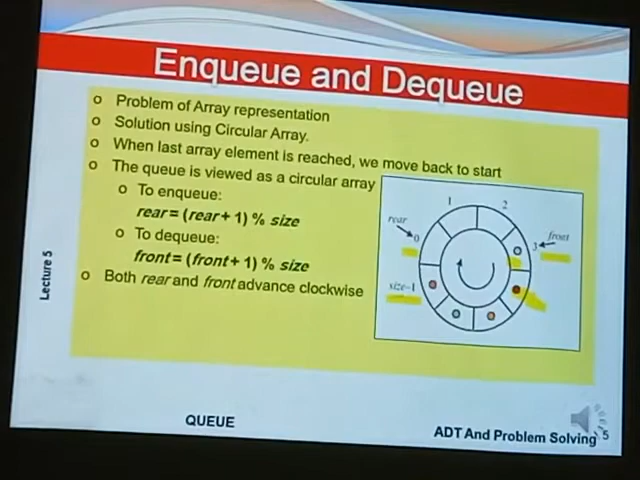 Enqueue and Dequeue
o Problem of Array representation
o Solution using Circular Array.
o When last array element is reached, we move back to start
o The queue is viewed as a circular array
o To enqueue:
rear = (rear + 1) % size
o To dequeue:
front = (front + 1) % size
o Both rear and front advance clockwise
1
2
rear
0
3
front
size-1
Lecture 5
QUEUE
ADT And Problem Solving 5